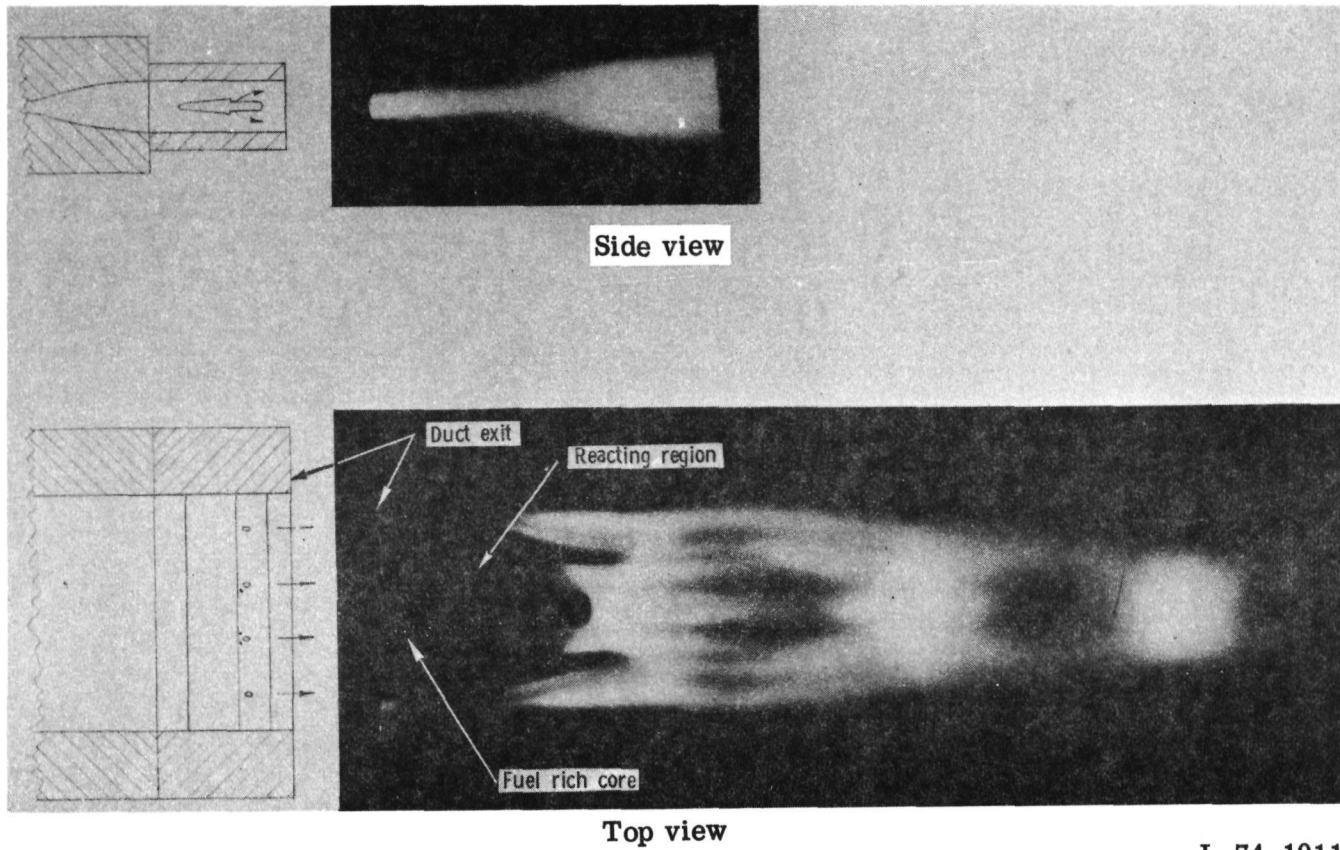 Side view
Duct exit
Reacting region
Fuel rich core
Top view